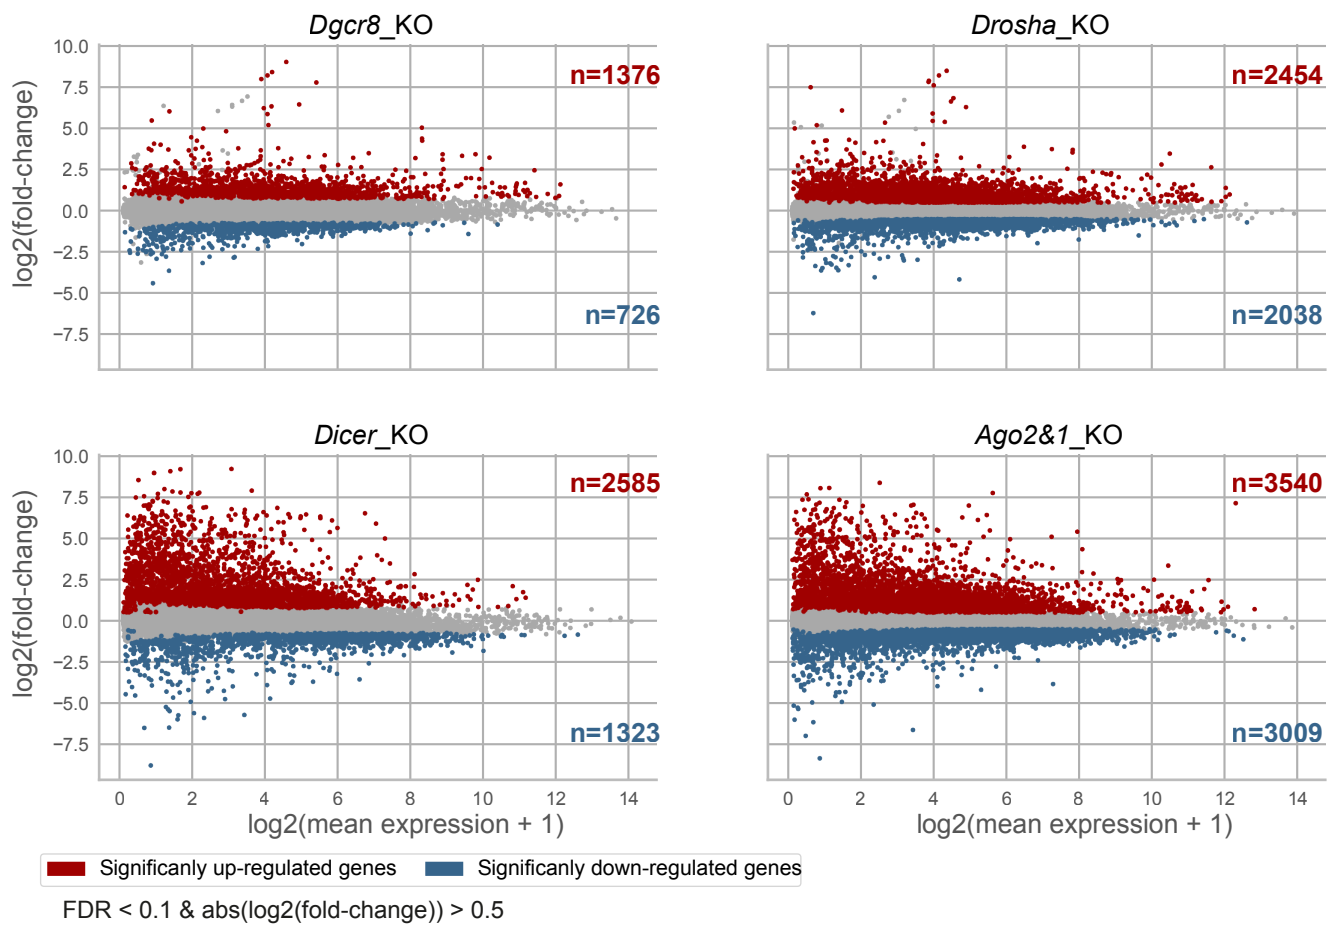 Dgcr8_KO
Drosha_KO
10.0
7.5
5.0
2.5
0.0
−2.5
−5.0
−7.5
log2(fold-change)
n=1376
n=726
n=2454
n=2038
Dicer_KO
Ago2&1_KO
10.0
7.5
5.0
2.5
0.0
−2.5
−5.0
−7.5
log2(fold-change)
n=2585
n=1323
n=3540
n=3009
0 2 4 6 8 10 12 14
0 2 4 6 8 10 12 14
log2(mean expression + 1)
log2(mean expression + 1)
Significanly up-regulated genes
Significanly down-regulated genes
FDR < 0.1 & abs(log2(fold-change)) > 0.5